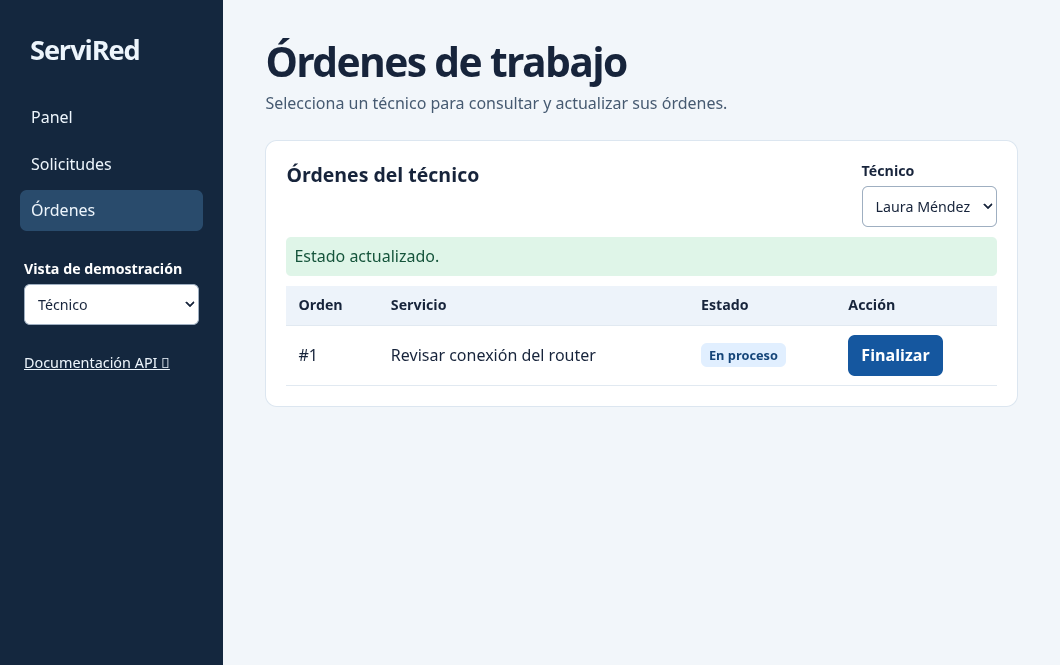 ServiRed
Panel
Solicitudes
Órdenes
Vista de demostración
Técnico
Documentación API
Órdenes de trabajo
Selecciona un técnico para consultar y actualizar sus órdenes.
Órdenes del técnico
Técnico
Laura Méndez
Estado actualizado.
Orden Servicio Estado Acción
#1 Revisar conexión del router En proceso Finalizar